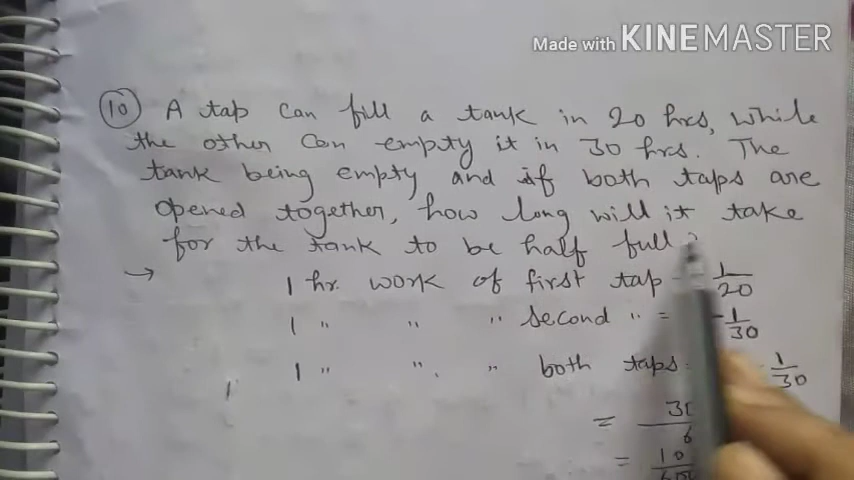 Made with KINEMASTER
10 A tap can fill a tank in 20 hrs, while
the other can empty it in 30 hrs. The
tank being empty and if both taps are
opened together, how long will it take
for the tank to be half full
→ 1 hr. work of first tap 1/20
1 " " " second " = -1/30
1 " " " both taps 1/30
=
= 10